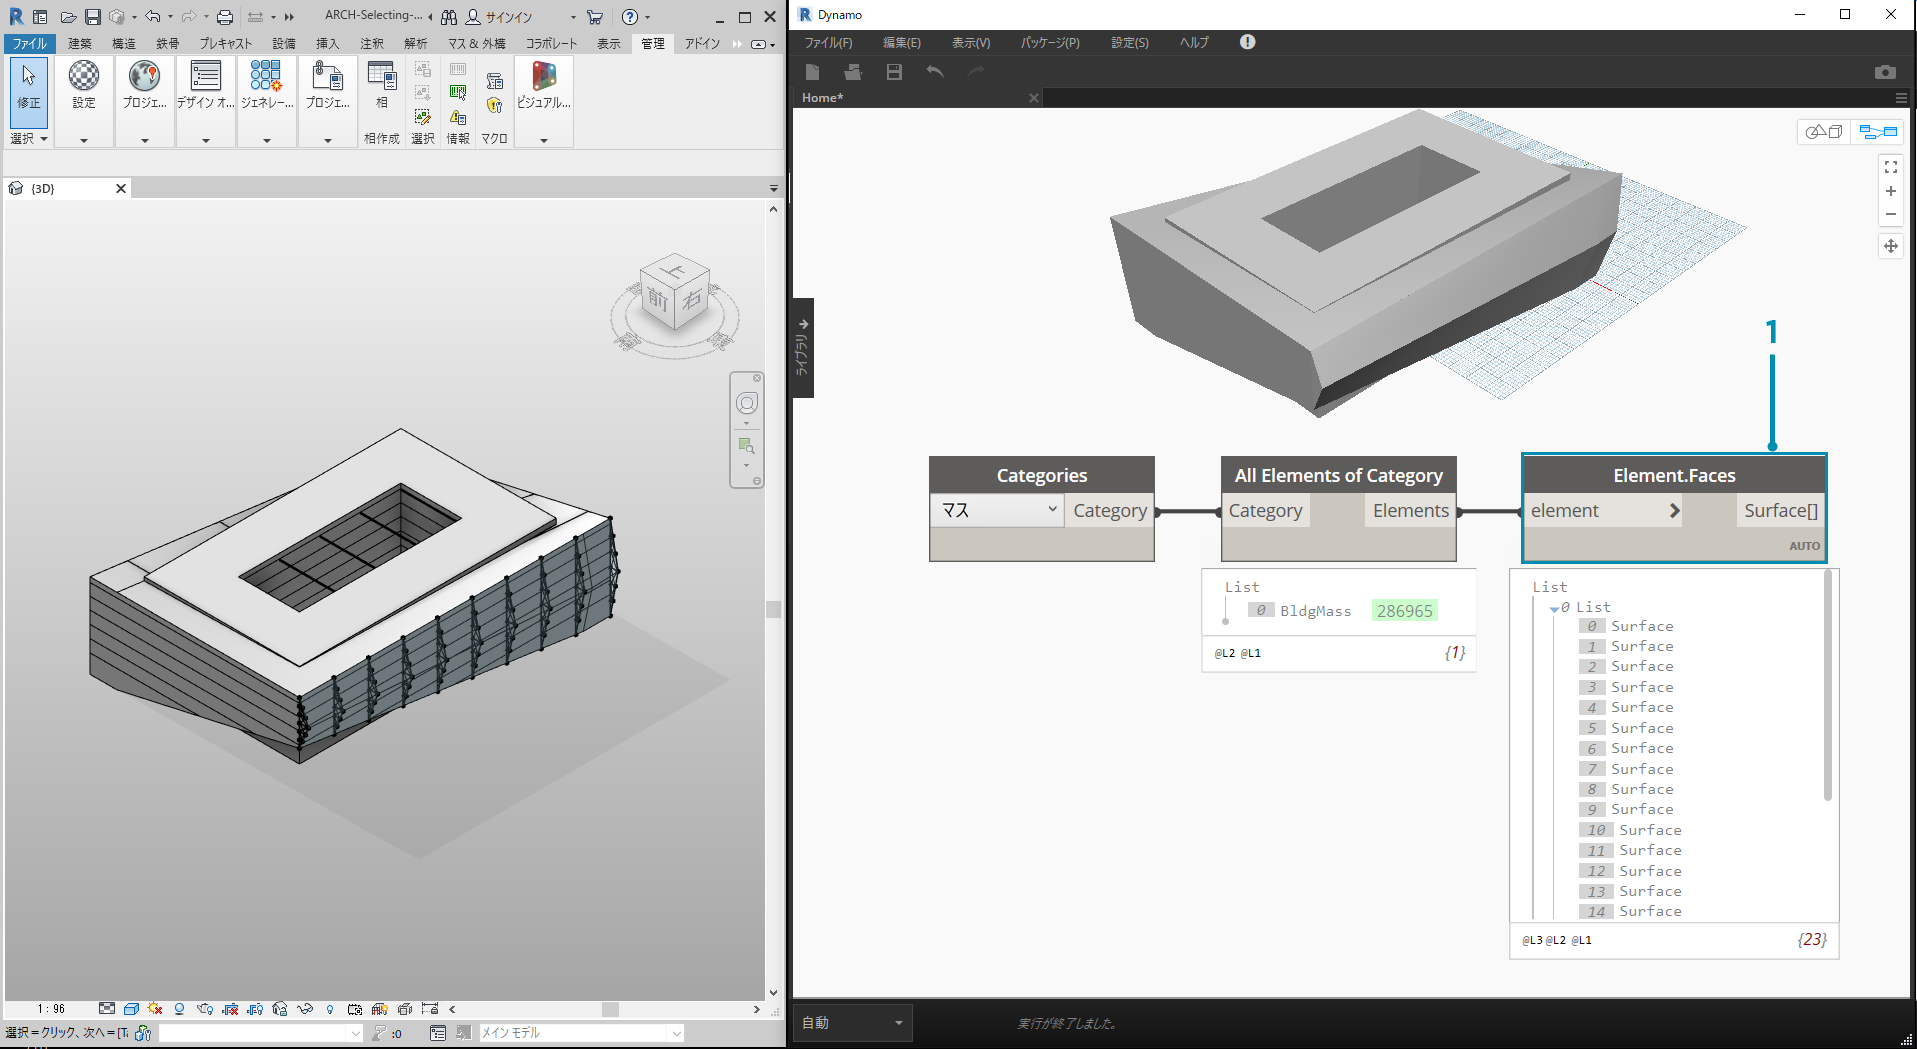 ARCH-Selecting-...
サインイン
ファイル 建築 構造 鉄骨 プレキャスト 設備 挿入 注釈 解析 マス & 外構 コラボレート 表示 管理 アドイン
修正 設定 プロジェ... デザイン オ... ジェネレー... プロジェ... 相 ビジュアル...
選択 相作成 選択 情報 マクロ
{3D}
上
前 右
1 : 96
選択＝クリック、次へ＝[T
:0
メイン モデル
Dynamo
ファイル(F) 編集(E) 表示(V) パッケージ(P) 設定(S) ヘルプ
Home*
ライブラリ
1
Categories
マス
Category
All Elements of Category
Category Elements
List
0 BldgMass 286965
@L2 @L1 {1}
Element.Faces
element Surface[]
AUTO
List
0 List
0 Surface
1 Surface
2 Surface
3 Surface
4 Surface
5 Surface
6 Surface
7 Surface
8 Surface
9 Surface
10 Surface
11 Surface
12 Surface
13 Surface
14 Surface
@L3 @L2 @L1 {23}
自動
実行が終了しました。